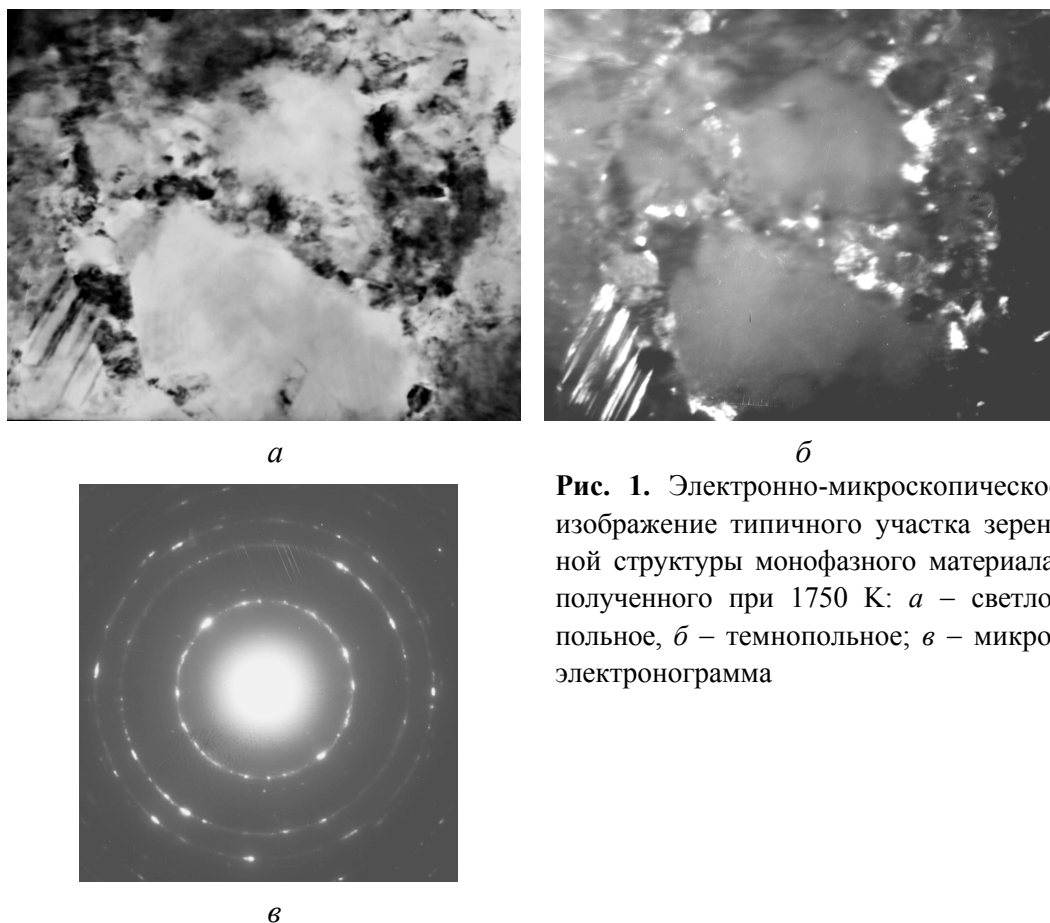 а
б
Рис. 1. Электронно-микроскопическое
изображение типичного участка зерен
ной структуры монофазного материала
полученного при 1750 К: а – светло
польное, б – темнопольное; в – микро
электронограмма
в